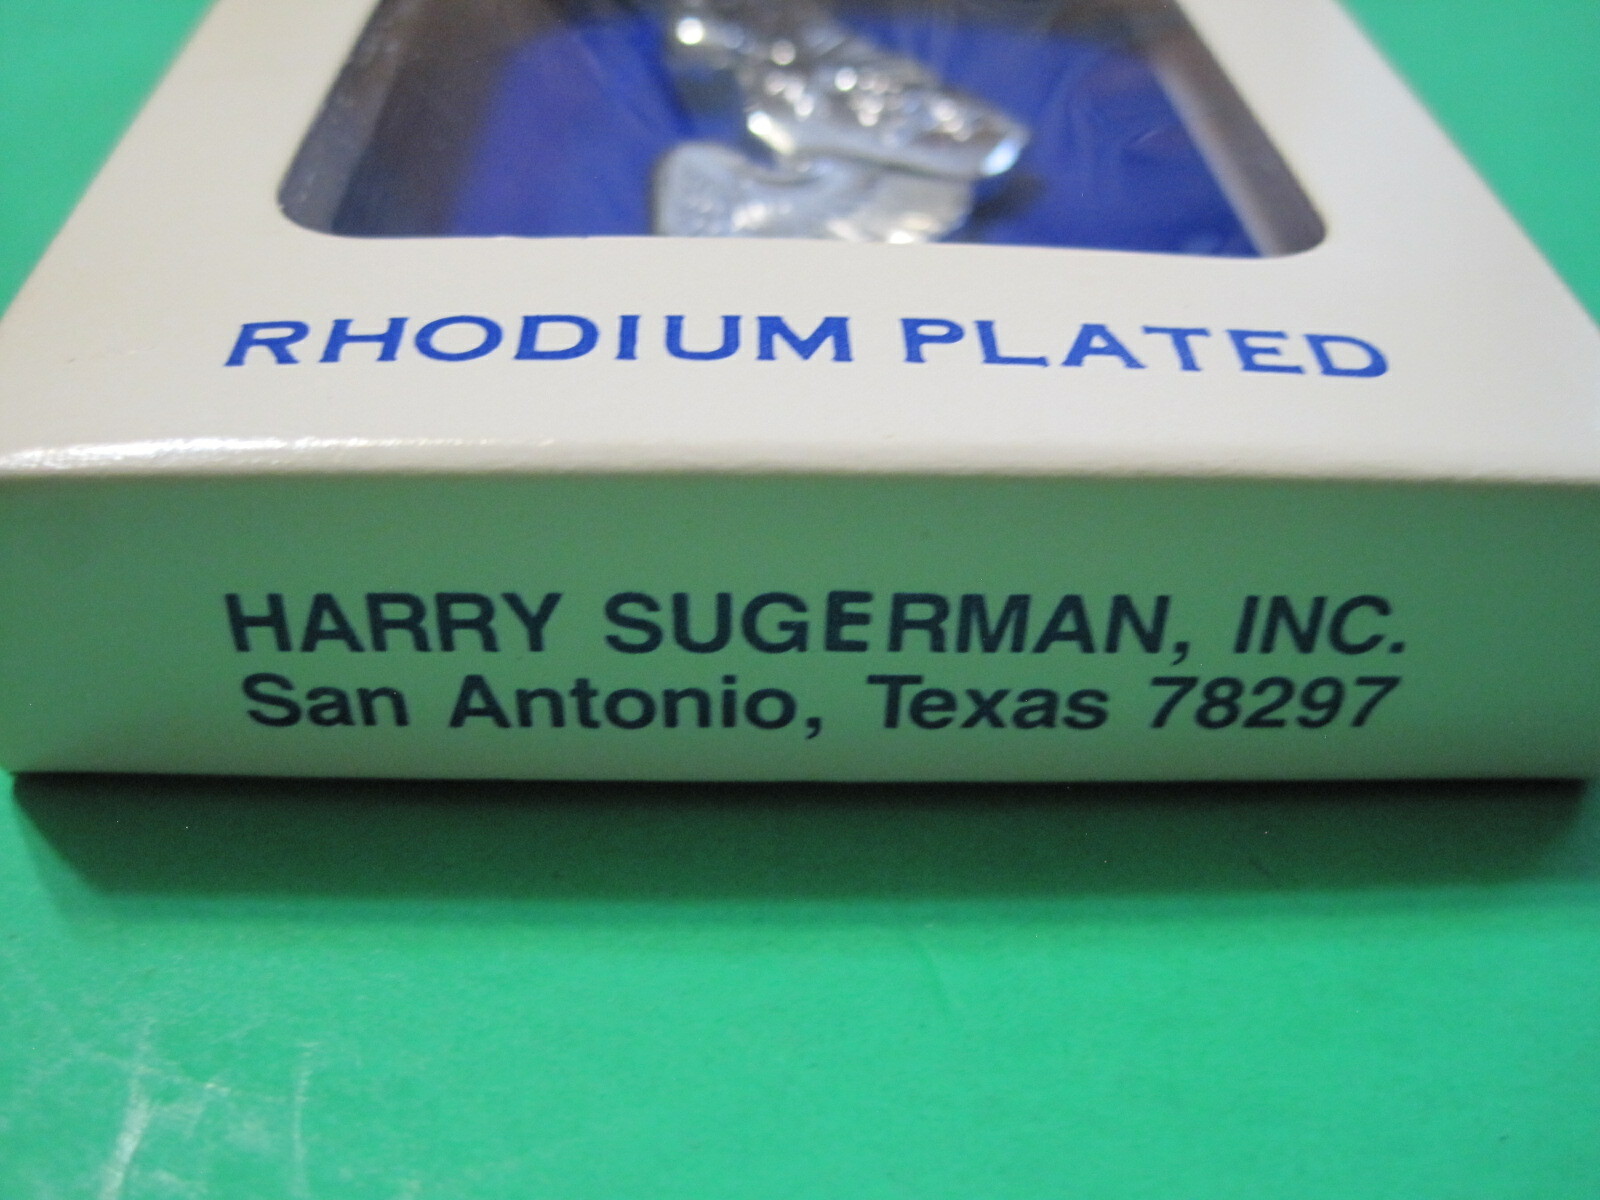 RHODIUM PLATED
HARRY SUGERMAN, INC.
San Antonio, Texas 78297